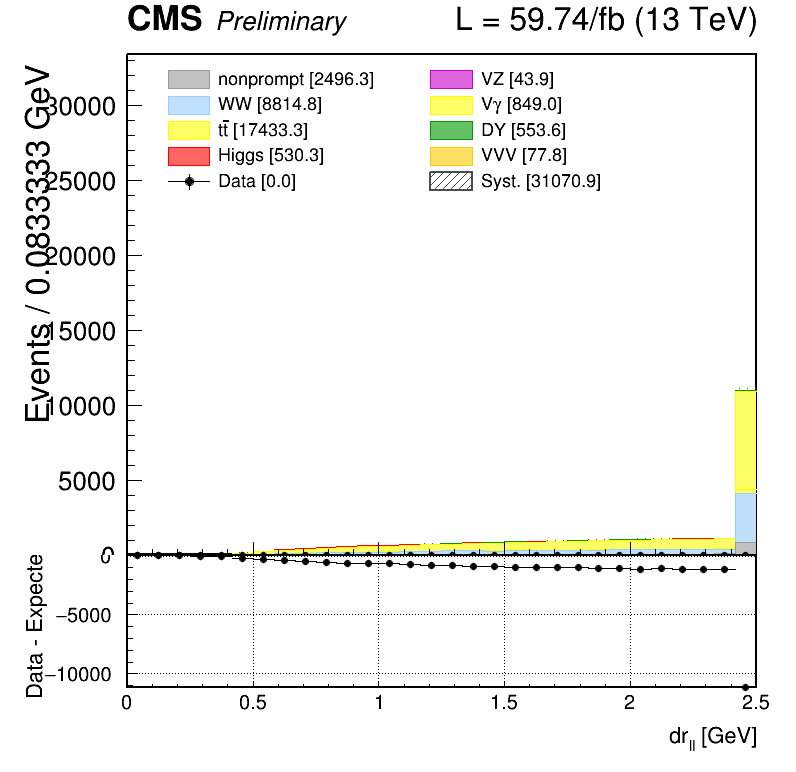 CMS Preliminary L = 59.74/fb (13 TeV)
Events / 0.0833333 GeV
nonprompt [2496.3]
WW [8814.8]
tt̄ [17433.3]
Higgs [530.3]
Data [0.0]
VZ [43.9]
Vγ [849.0]
DY [553.6]
VVV [77.8]
Syst. [31070.9]
30000
25000
20000
15000
10000
5000
0
Data - Expecte
−5000
−10000
0 0.5 1 1.5 2 2.5
dr_ll [GeV]